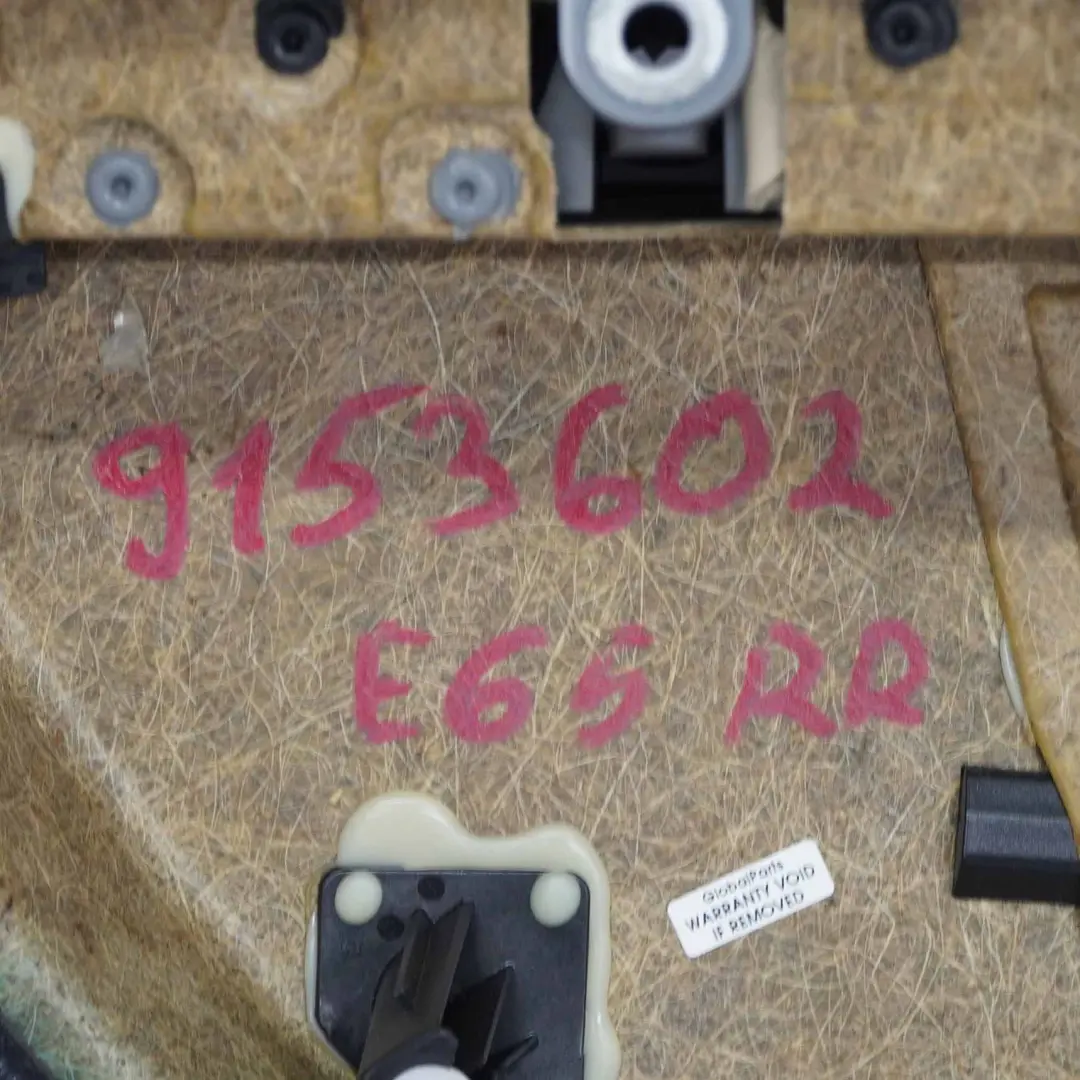 9153602
E65 RR
GlobalParts
WARRANTY VOID
IF REMOVED